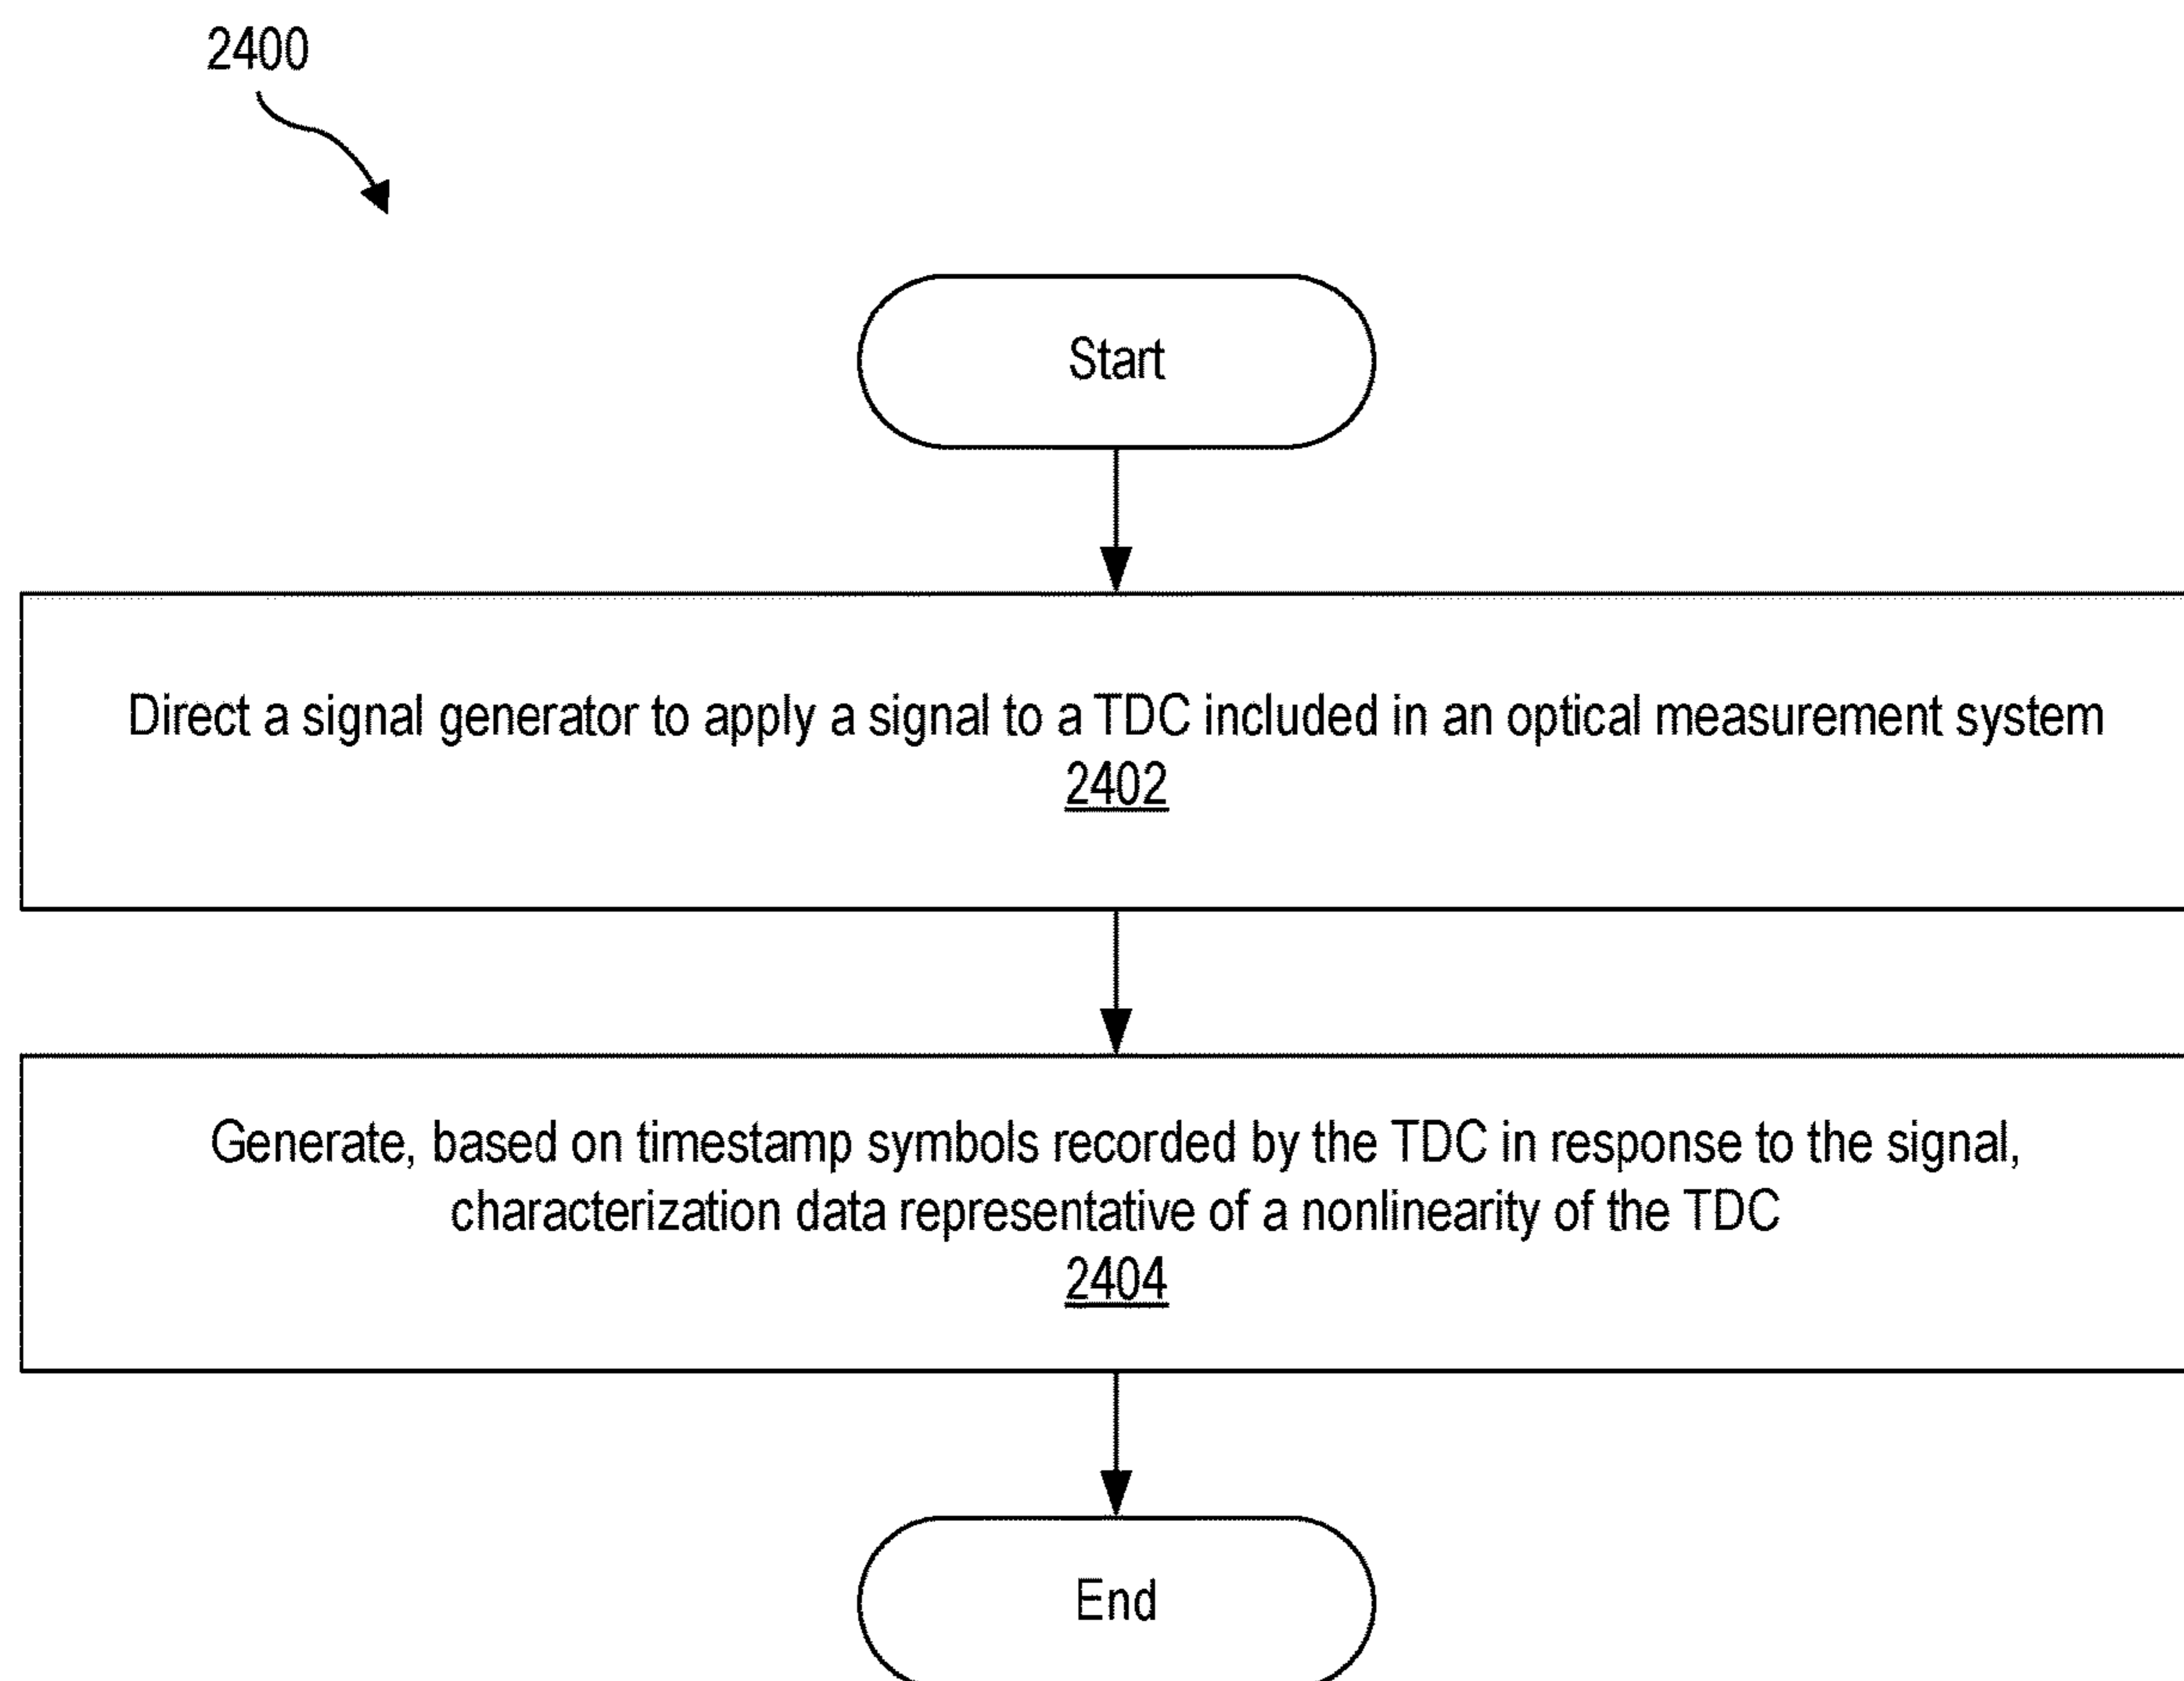 2400
Start
Direct a signal generator to apply a signal to a TDC included in an optical measurement system
2402
Generate, based on timestamp symbols recorded by the TDC in response to the signal,
characterization data representative of a nonlinearity of the TDC
2404
End